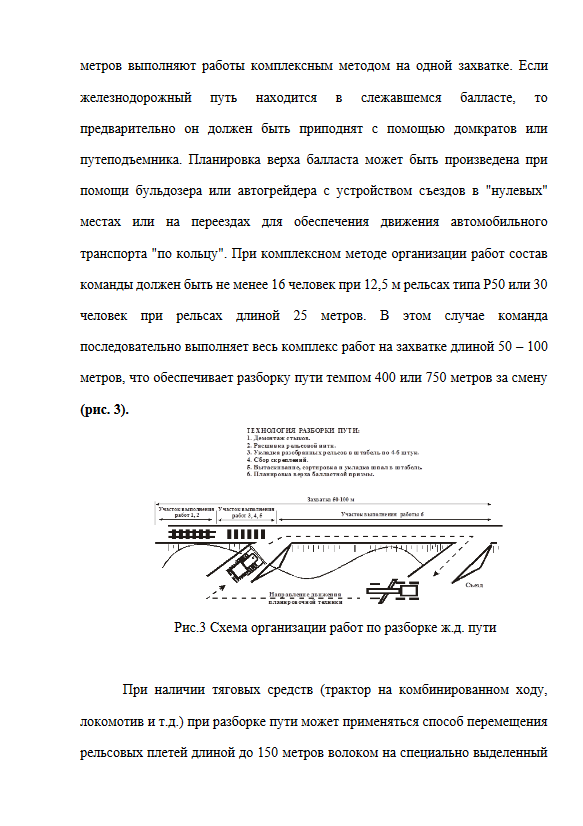 метров выполняют работы комплексным методом на одной захватке. Если
железнодорожный путь находится в слежавшемся балласте, то
предварительно он должен быть приподнят с помощью домкратов или
путеподъемника. Планировка верха балласта может быть произведена при
помощи бульдозера или автогрейдера с устройством съездов в "нулевых"
местах или на переездах для обеспечения движения автомобильного
транспорта "по кольцу". При комплексном методе организации работ состав
команды должен быть не менее 16 человек при 12,5 м рельсах типа Р50 или 30
человек при рельсах длиной 25 метров. В этом случае команда
последовательно выполняет весь комплекс работ на захватке длиной 50 – 100
метров, что обеспечивает разборку пути темпом 400 или 750 метров за смену
(рис. 3).
ТЕХНОЛОГИЯ РАЗБОРКИ ПУТИ:
1. Демонтаж стыков.
2. Расшивка рельсовой нити.
3. Укладка разобранных рельсов в штабель по 4-6 штук.
4. Сбор скреплений.
5. Вытаскивание, сортировка и укладка шпал в штабель.
6. Планировка верха балластной призмы.
Захватка 50-100 м
Участок выполнения работ 1, 2
Участок выполнения работ 3, 4, 5
Участок выполнения работы 6
Съезд
Направление движения
планировочной техники
Рис.3 Схема организации работ по разборке ж.д. пути
При наличии тяговых средств (трактор на комбинированном ходу,
локомотив и т.д.) при разборке пути может применяться способ перемещения
рельсовых плетей длиной до 150 метров волоком на специально выделенный